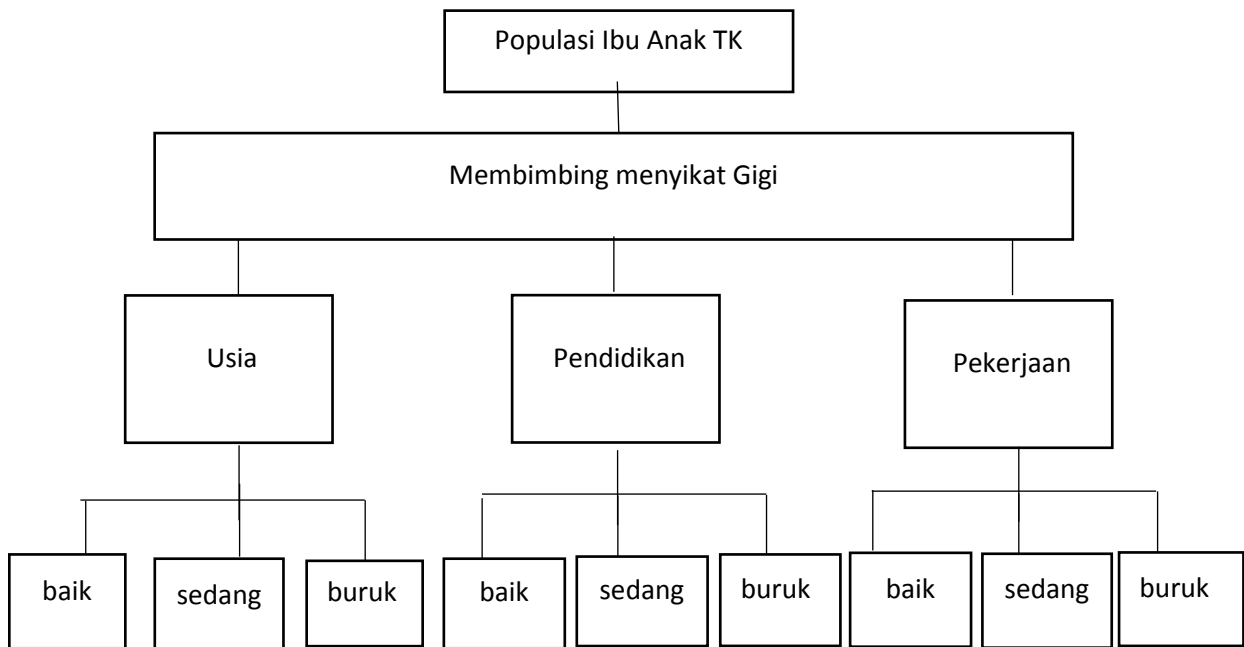 Populasi Ibu Anak TK
Membimbing menyikat Gigi
Usia
Pendidikan
Pekerjaan
baik
sedang
buruk
baik
sedang
buruk
baik
sedang
buruk